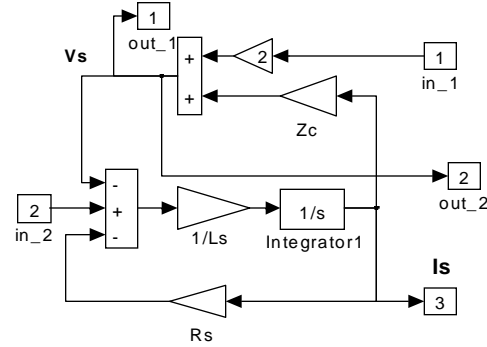 1
out_1
Vs
+
2
1
+
in_1
Zc
2
out_2
-
2
+
1/s
in_2
-
1/Ls
Integrator1
Is
3
Rs